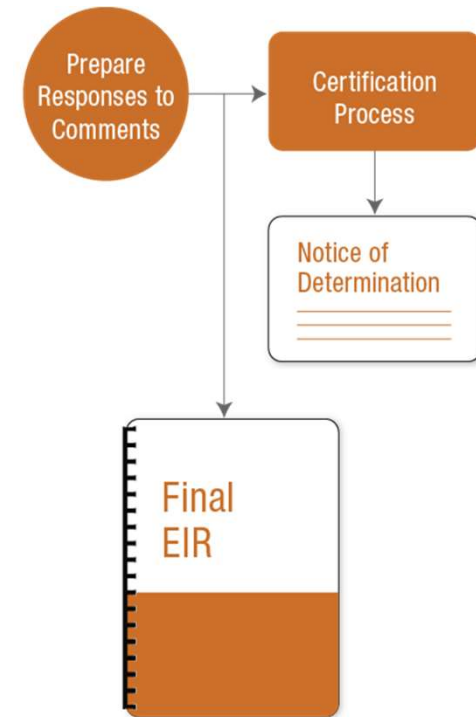 Prepare
Responses to
Comments
Certification
Process
Notice of
Determination
Final
EIR